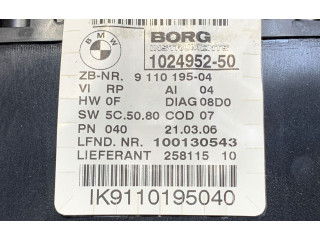 BMW
BORG
INSTRUMENTS
1024952-50
ZB-NR. 9 110 195-04
VI RP AI 04
HW 0F DIAG 08D0
SW 5C.50.80 COD 07
PN 040 21.03.06
LFND. NR. 100130543
LIEFERANT 258115 10
IK9110195040